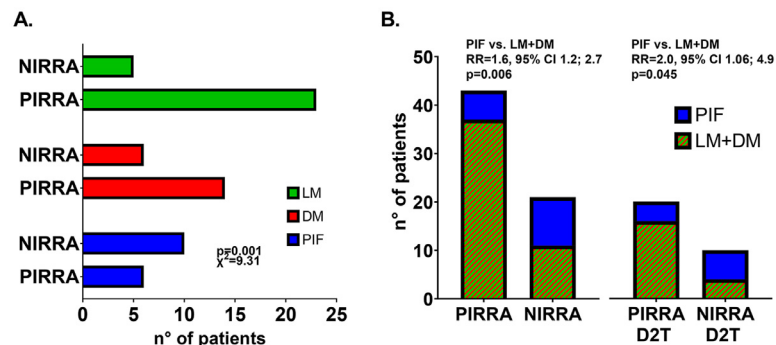 A.
NIRRA
PIRRA
NIRRA
PIRRA
NIRRA
PIRRA
LM
DM
PIF
p=0.001
χ²=9.31
0 5 10 15 20 25
n° of patients
B.
PIF vs. LM+DM
RR=1.6, 95% CI 1.2; 2.7
p=0.006
PIF vs. LM+DM
RR=2.0, 95% CI 1.06; 4.9
p=0.045
50
40
30
20
10
0
n° of patients
PIF
LM+DM
PIRRA NIRRA
PIRRA NIRRA
D2T D2T